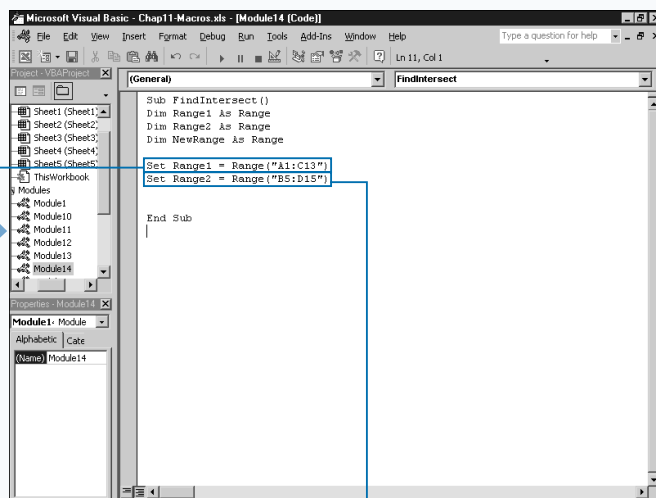 Microsoft Visual Basic - Chap11-Macros.xls - [Module14 (Code)]
File Edit View Insert Format Debug Run Tools Add-Ins Window Help Type a question for help
Ln 11, Col 1
Project - VBAProject
(General) FindIntersect
Sheet1 (Sheet1)
Sheet2 (Sheet2)
Sheet3 (Sheet3)
Sheet4 (Sheet4)
Sheet5 (Sheet5)
ThisWorkbook
Modules
Module1
Module10
Module11
Module12
Module13
Module14
Sub FindIntersect()
Dim Range1 As Range
Dim Range2 As Range
Dim NewRange As Range
Set Range1 = Range("A1:C13")
Set Range2 = Range("B5:D15")
End Sub
Properties - Module14
Module1 Module
Alphabetic Cate
(Name) Module14